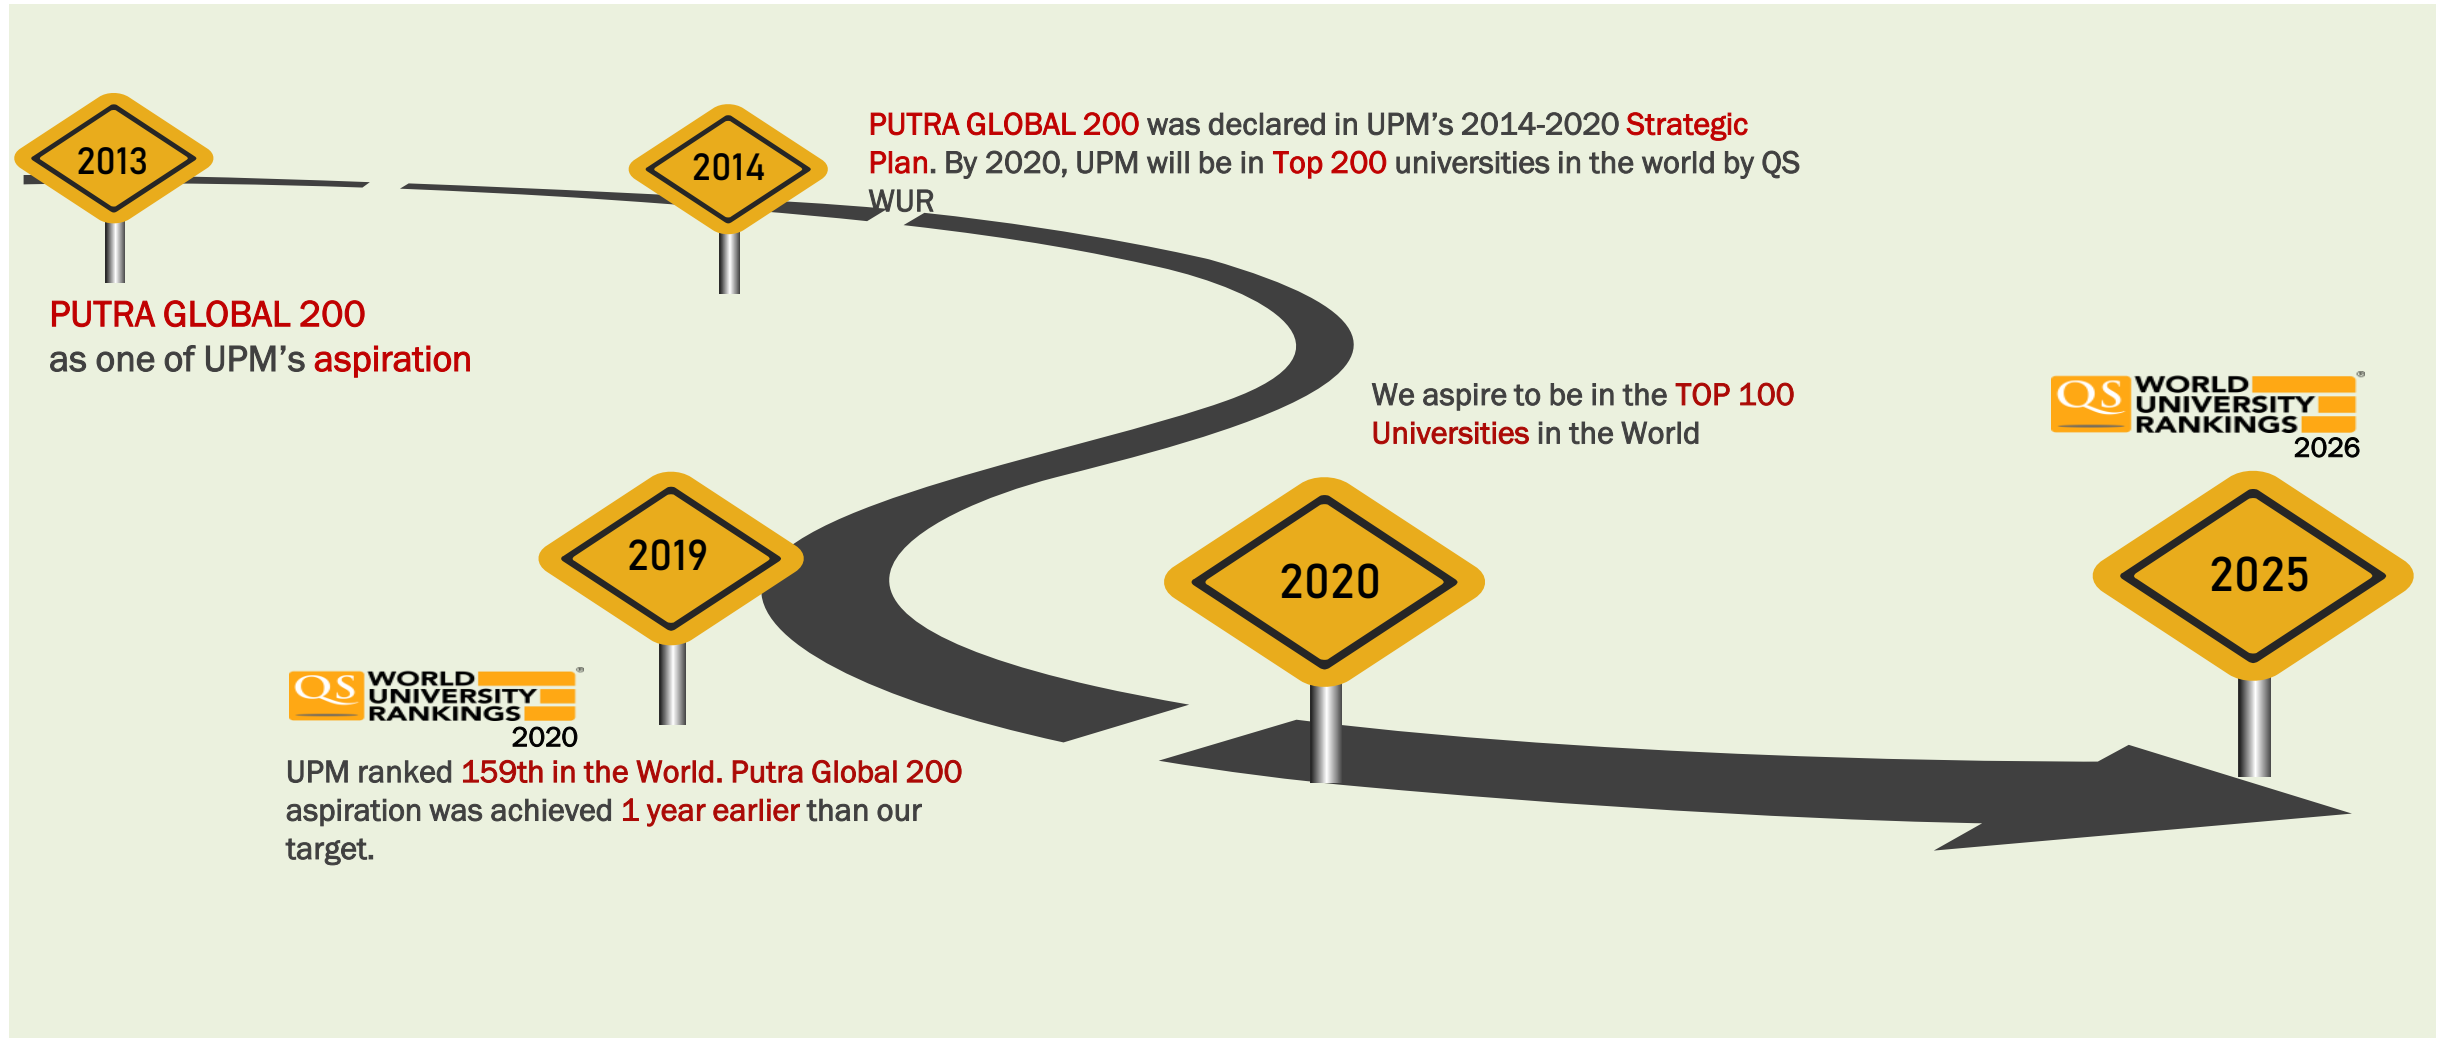 2013
PUTRA GLOBAL 200
as one of UPM's aspiration
2014
PUTRA GLOBAL 200 was declared in UPM's 2014-2020 Strategic
Plan. By 2020, UPM will be in Top 200 universities in the world by QS
WUR
2019
QS WORLD
UNIVERSITY
RANKINGS
®
2020
UPM ranked 159th in the World. Putra Global 200
aspiration was achieved 1 year earlier than our
target.
We aspire to be in the TOP 100
Universities in the World
2020
QS WORLD
UNIVERSITY
RANKINGS
®
2026
2025